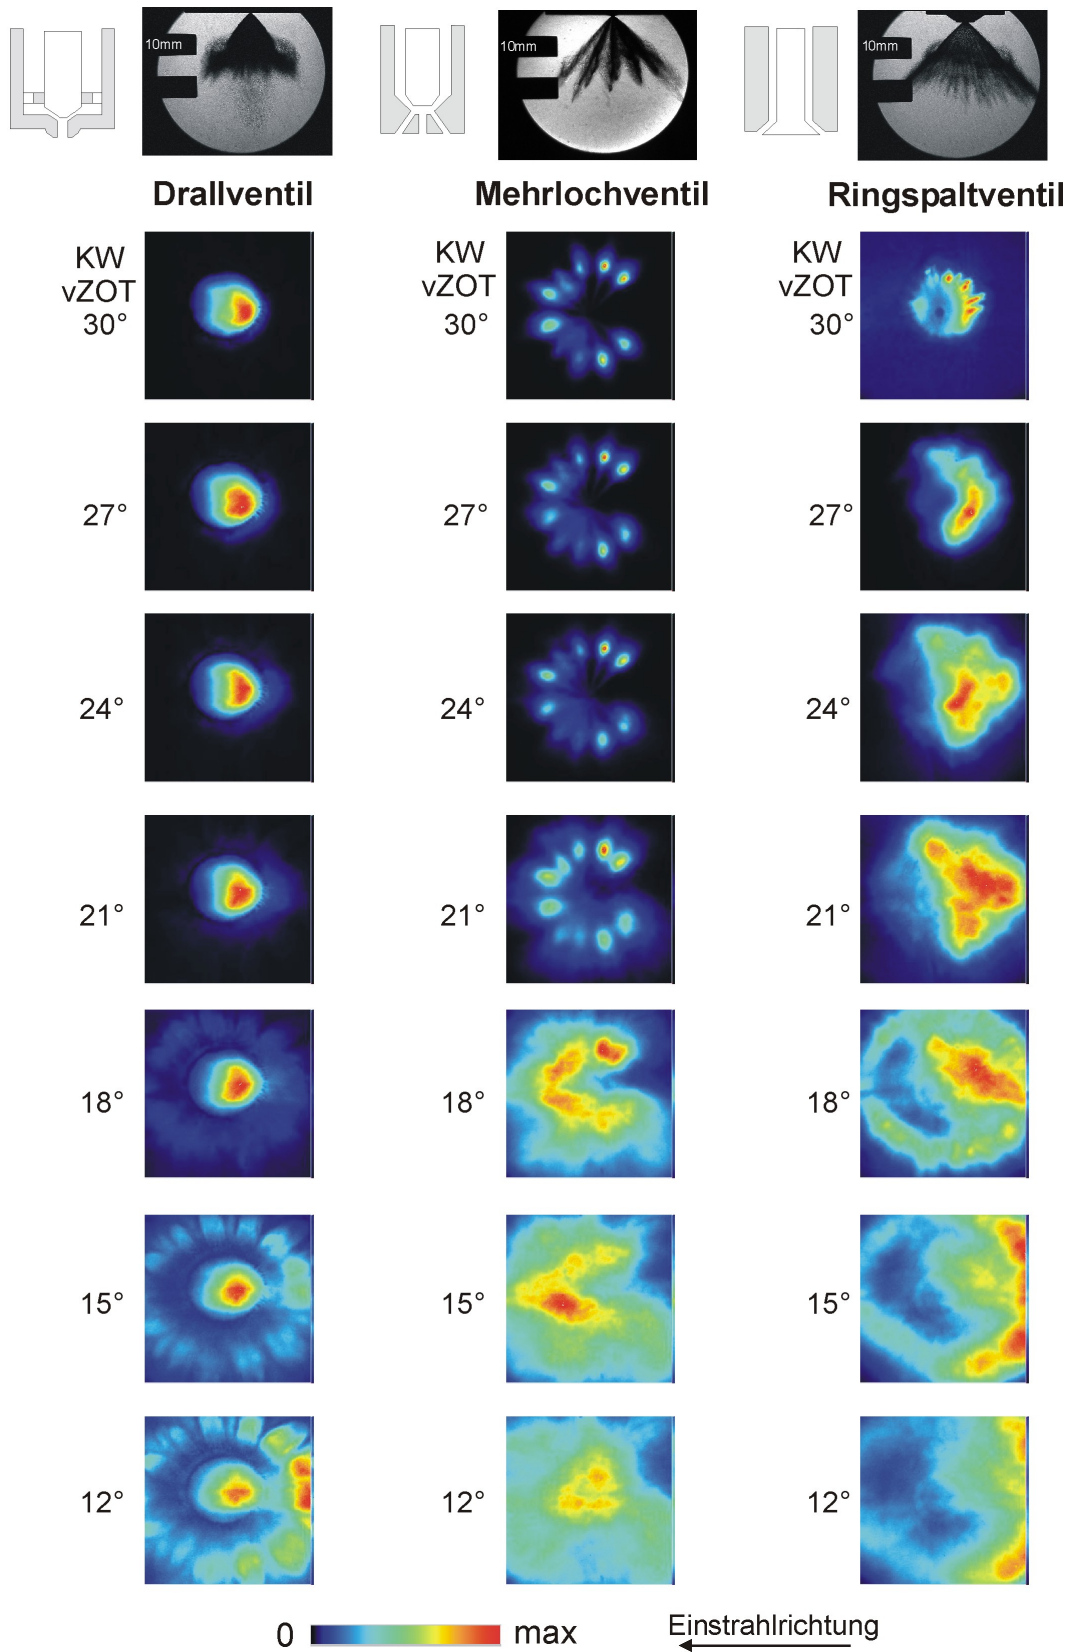 10mm
10mm
10mm
Drallventil
Mehrlochventil
Ringspaltventil
KW
vZOT
30°
KW
vZOT
30°
KW
vZOT
30°
27°
27°
27°
24°
24°
24°
21°
21°
21°
18°
18°
18°
15°
15°
15°
12°
12°
12°
0
max
Einstrahlrichtung